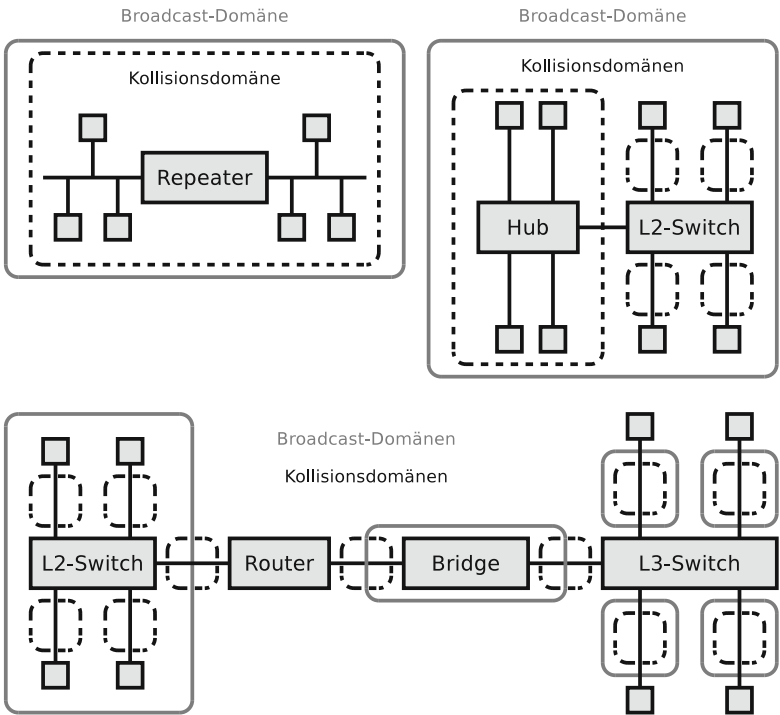 Broadcast-Domäne
Kollisionsdomäne
Repeater
Broadcast-Domäne
Kollisionsdomänen
Hub
L2-Switch
Broadcast-Domänen
Kollisionsdomänen
L2-Switch
Router
Bridge
L3-Switch